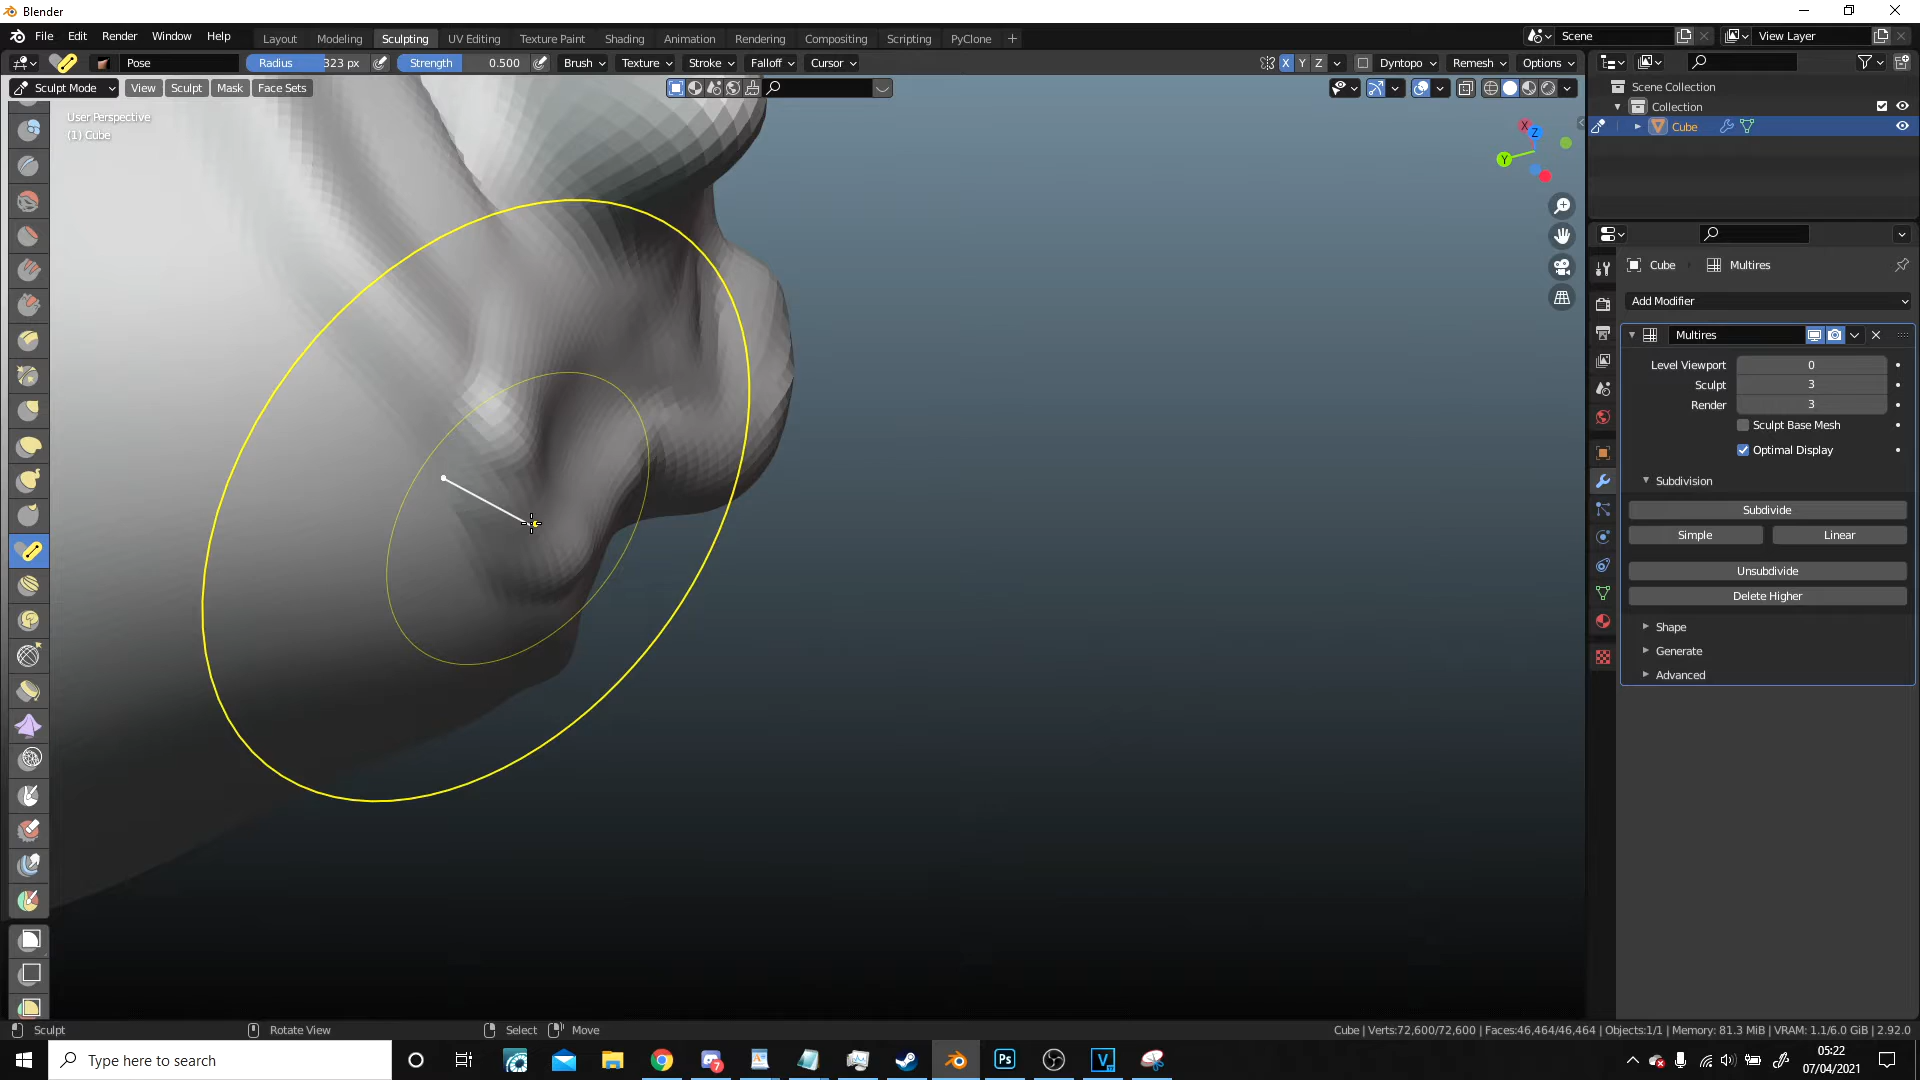 Blender
File Edit Render Window Help Layout Modeling Sculpting UV Editing Texture Paint Shading Animation Rendering Compositing Scripting PyClone Scene View Layer
Pose Radius 323 px Strength 0.500 Brush Texture Stroke Falloff Cursor X Y Z Dyntopo Remesh Options
Sculpt Mode View Sculpt Mask Face Sets
User Perspective
(1) Cube
X Z Y
Scene Collection
Collection
Cube
Cube Multires
Add Modifier
Multires
Level Viewport 0
Sculpt 3
Render 3
Sculpt Base Mesh
Optimal Display
Subdivision
Subdivide
Simple Linear
Unsubdivide
Delete Higher
Shape
Generate
Advanced
Sculpt Rotate View Select Move Cube | Verts:72,600/72,600 | Faces:46,464/46,464 | Objects:1/1 | Memory: 81.3 MiB | VRAM: 1.1/6.0 GiB | 2.92.0
Type here to search 7 Ps V 05:22
07/04/2021